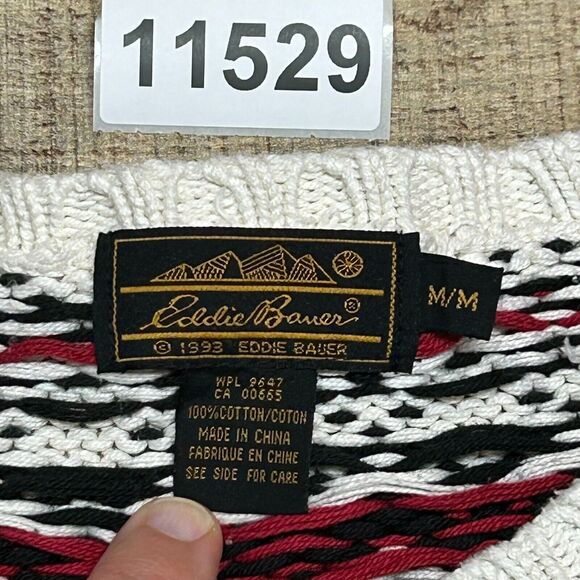 11529
Eddie Bauer®
© 1993 EDDIE BAUER
M/M
WPL 9647
CA 00665
100%COTTON/COTON
MADE IN CHINA
FABRIQUE EN CHINE
SEE SIDE FOR CARE